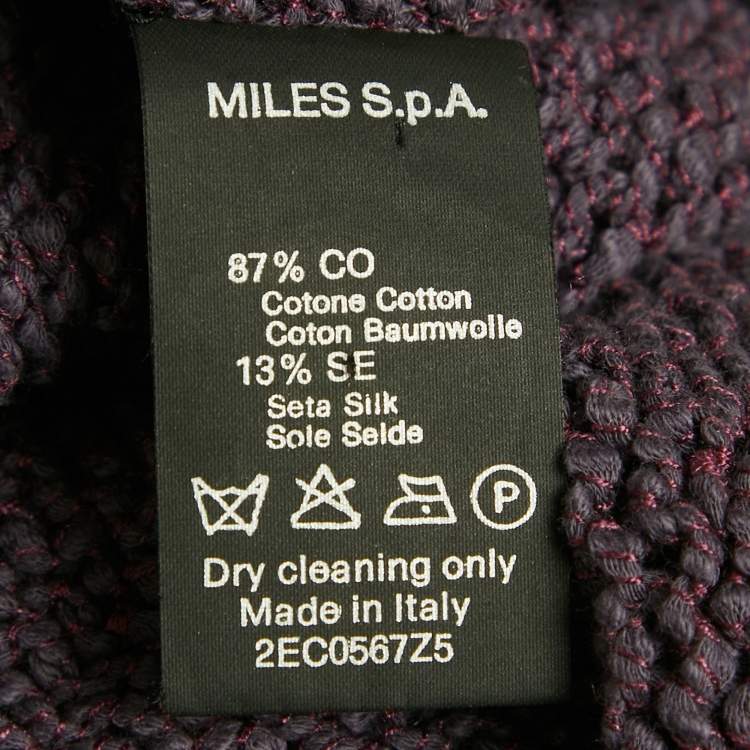 MILES S.p.A.
87% CO
Cotone Cotton
Coton Baumwolle
13% SE
Seta Silk
Soie Seide
P
Dry cleaning only
Made in Italy
2EC0567Z5